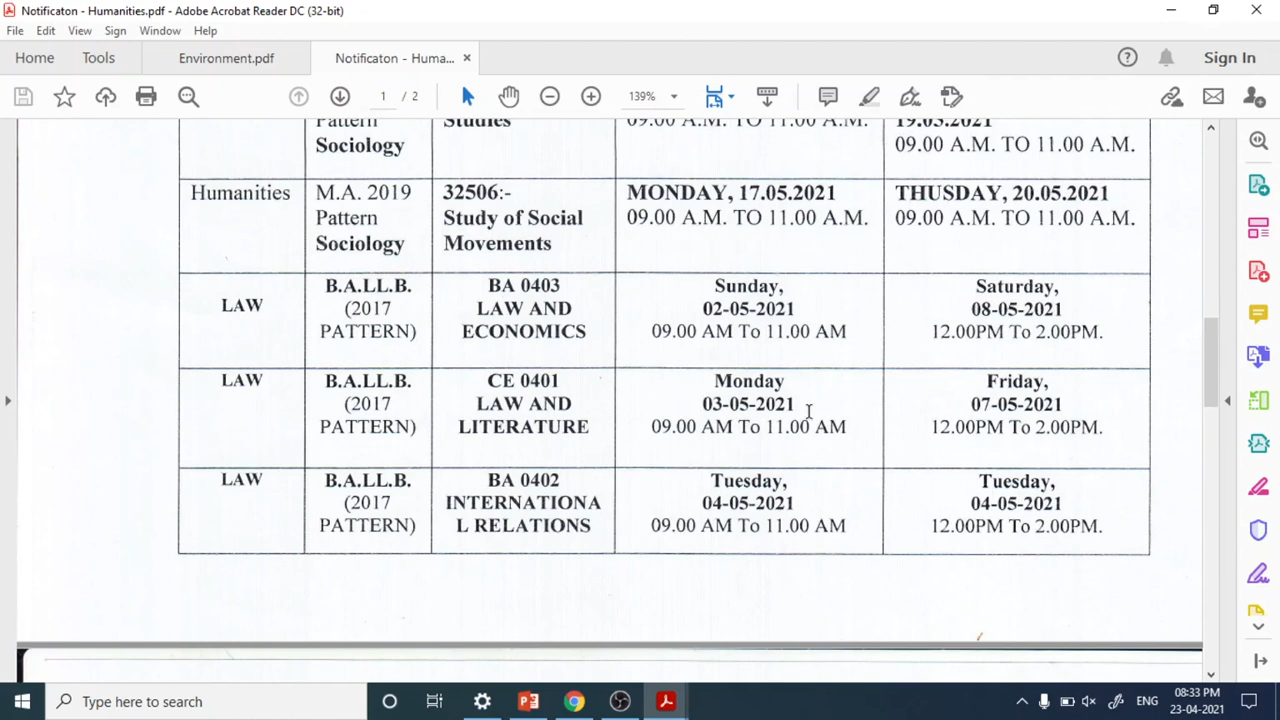 Notificaton - Humanities.pdf - Adobe Acrobat Reader DC (32-bit)
File Edit View Sign Window Help
Home Tools Environment.pdf Notificaton - Huma... × Sign In
1 / 2 139%
Pattern Studies 09.00 A.M. TO 11.00 A.M. 19.05.2021
Sociology 09.00 A.M. TO 11.00 A.M.
Humanities M.A. 2019 32506:- MONDAY, 17.05.2021 THUSDAY, 20.05.2021
Pattern Study of Social 09.00 A.M. TO 11.00 A.M. 09.00 A.M. TO 11.00 A.M.
Sociology Movements
LAW B.A.LL.B. BA 0403 Sunday, Saturday,
(2017 LAW AND 02-05-2021 08-05-2021
PATTERN) ECONOMICS 09.00 AM To 11.00 AM 12.00PM To 2.00PM.
LAW B.A.LL.B. CE 0401 Monday Friday,
(2017 LAW AND 03-05-2021 07-05-2021
PATTERN) LITERATURE 09.00 AM To 11.00 AM 12.00PM To 2.00PM.
LAW B.A.LL.B. BA 0402 Tuesday, Tuesday,
(2017 INTERNATIONA 04-05-2021 04-05-2021
PATTERN) L RELATIONS 09.00 AM To 11.00 AM 12.00PM To 2.00PM.
Type here to search ENG 08:33 PM
23-04-2021